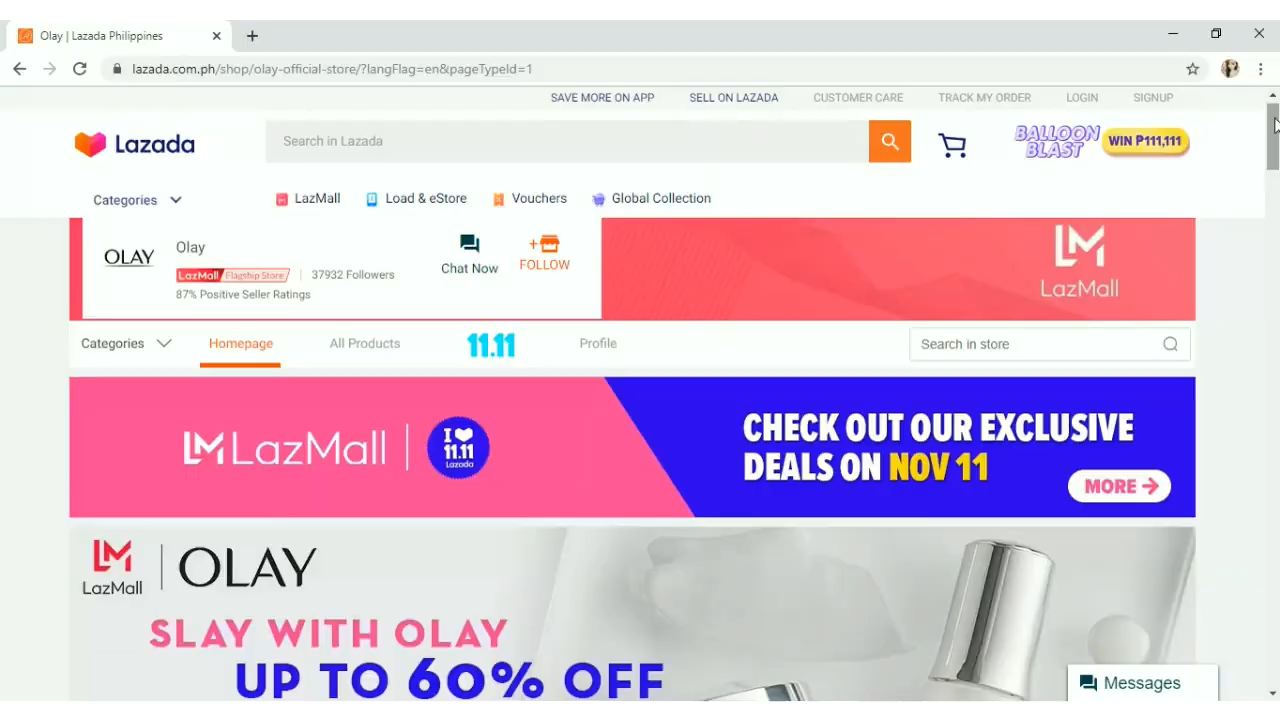 Olay | Lazada Philippines
lazada.com.ph/shop/olay-official-store/?langFlag=en&pageTypeId=1
SAVE MORE ON APP SELL ON LAZADA CUSTOMER CARE TRACK MY ORDER LOGIN SIGNUP
Lazada Search in Lazada BALLOON BLAST WIN ₱111,111
Categories LazMall Load & eStore Vouchers Global Collection
OLAY Olay Chat Now +FOLLOW LM
LazMall Flagship Store 37932 Followers LazMall
87% Positive Seller Ratings
Categories Homepage All Products 11.11 Profile Search in store
LM LazMall I ♥ 11.11 Lazada CHECK OUT OUR EXCLUSIVE
DEALS ON NOV 11
MORE →
LM LazMall OLAY
SLAY WITH OLAY
UP TO 60% OFF
Messages